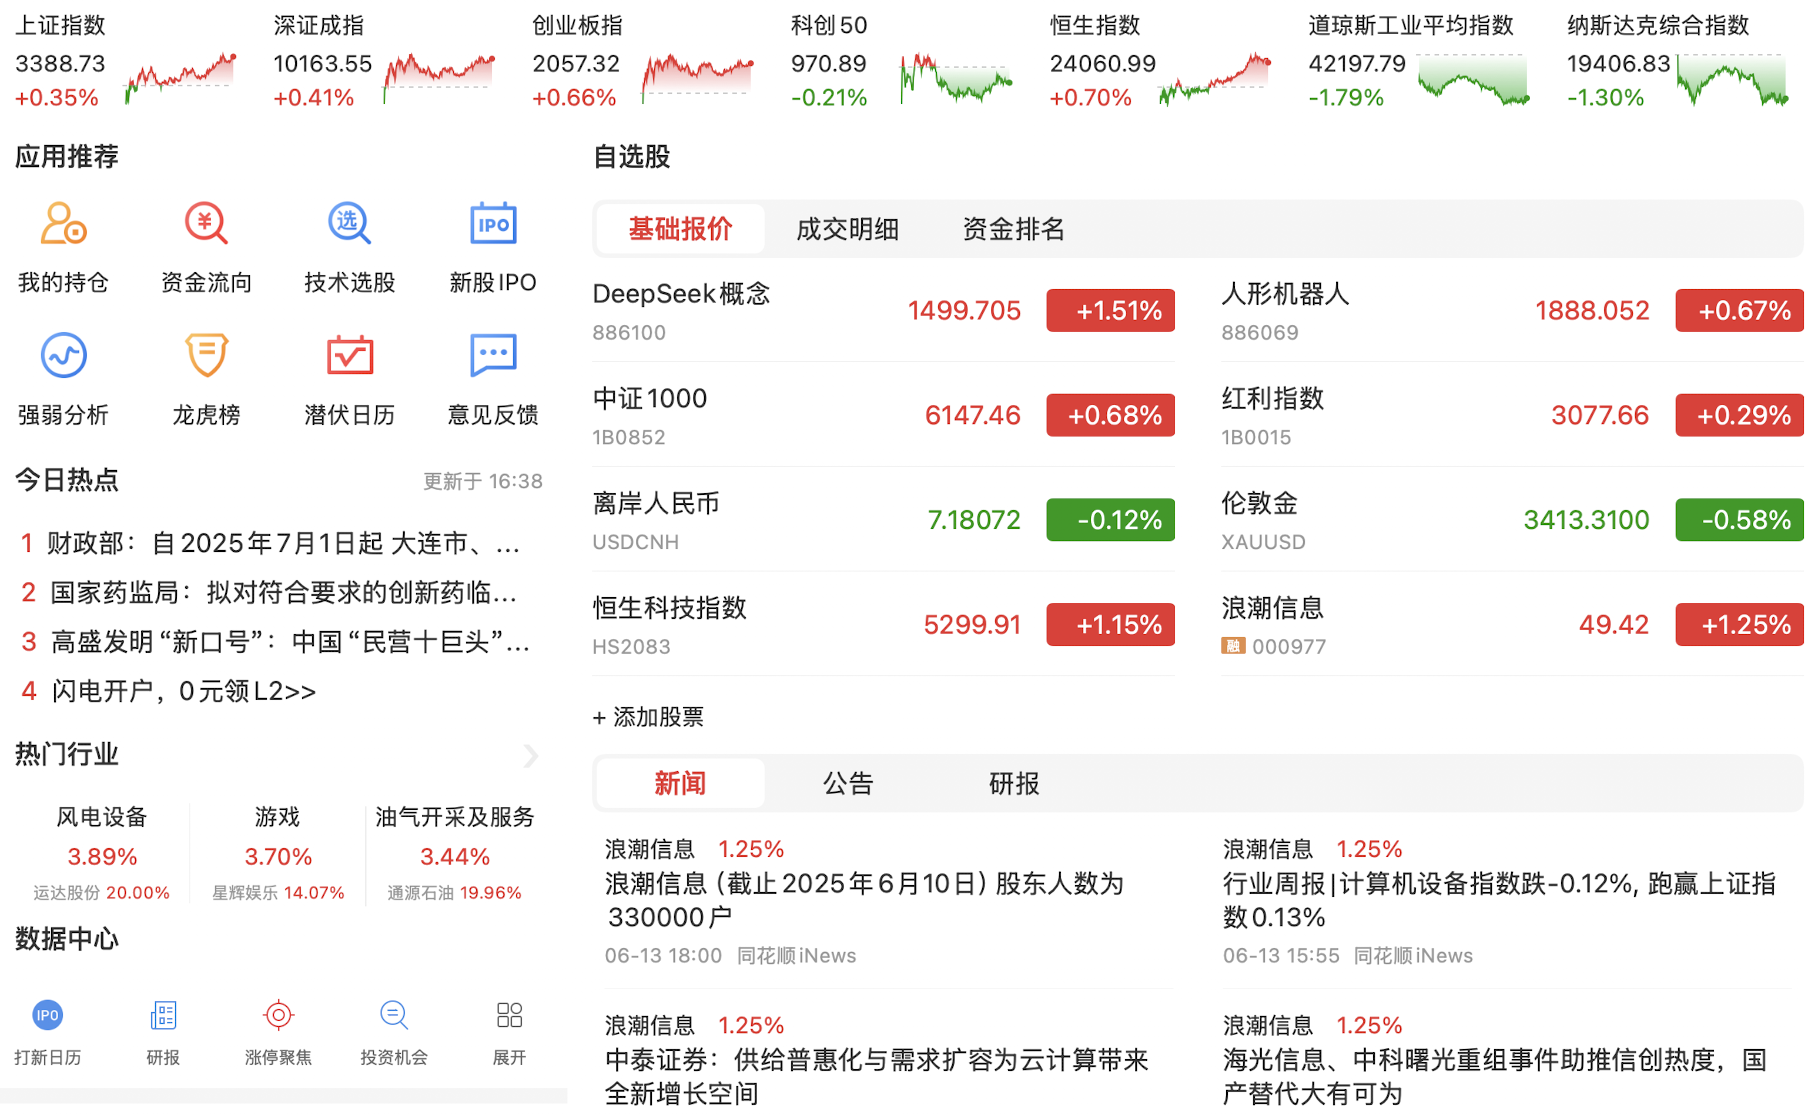 上证指数
3388.73
+0.35%
深证成指
10163.55
+0.41%
创业板指
2057.32
+0.66%
科创50
970.89
-0.21%
恒生指数
24060.99
+0.70%
道琼斯工业平均指数
42197.79
-1.79%
纳斯达克综合指数
19406.83
-1.30%
应用推荐
我的持仓
¥
资金流向
选
技术选股
IPO
新股IPO
强弱分析
龙虎榜
潜伏日历
意见反馈
今日热点
更新于 16:38
1 财政部：自2025年7月1日起 大连市、...
2 国家药监局：拟对符合要求的创新药临...
3 高盛发明“新口号”：中国“民营十巨头”...
4 闪电开户，0元领L2>>
热门行业
风电设备
3.89%
运达股份 20.00%
游戏
3.70%
星辉娱乐 14.07%
油气开采及服务
3.44%
通源石油 19.96%
数据中心
IPO
打新日历
研报
涨停聚焦
投资机会
展开
自选股
基础报价 成交明细 资金排名
DeepSeek概念
886100
1499.705
+1.51%
人形机器人
886069
1888.052
+0.67%
中证1000
1B0852
6147.46
+0.68%
红利指数
1B0015
3077.66
+0.29%
离岸人民币
USDCNH
7.18072
-0.12%
伦敦金
XAUUSD
3413.3100
-0.58%
恒生科技指数
HS2083
5299.91
+1.15%
浪潮信息
融 000977
49.42
+1.25%
+ 添加股票
新闻 公告 研报
浪潮信息 1.25%
浪潮信息（截止2025年6月10日）股东人数为
330000户
06-13 18:00 同花顺iNews
浪潮信息 1.25%
行业周报|计算机设备指数跌-0.12%, 跑赢上证指
数0.13%
06-13 15:55 同花顺iNews
浪潮信息 1.25%
中泰证券：供给普惠化与需求扩容为云计算带来
全新增长空间
浪潮信息 1.25%
海光信息、中科曙光重组事件助推信创热度，国
产替代大有可为